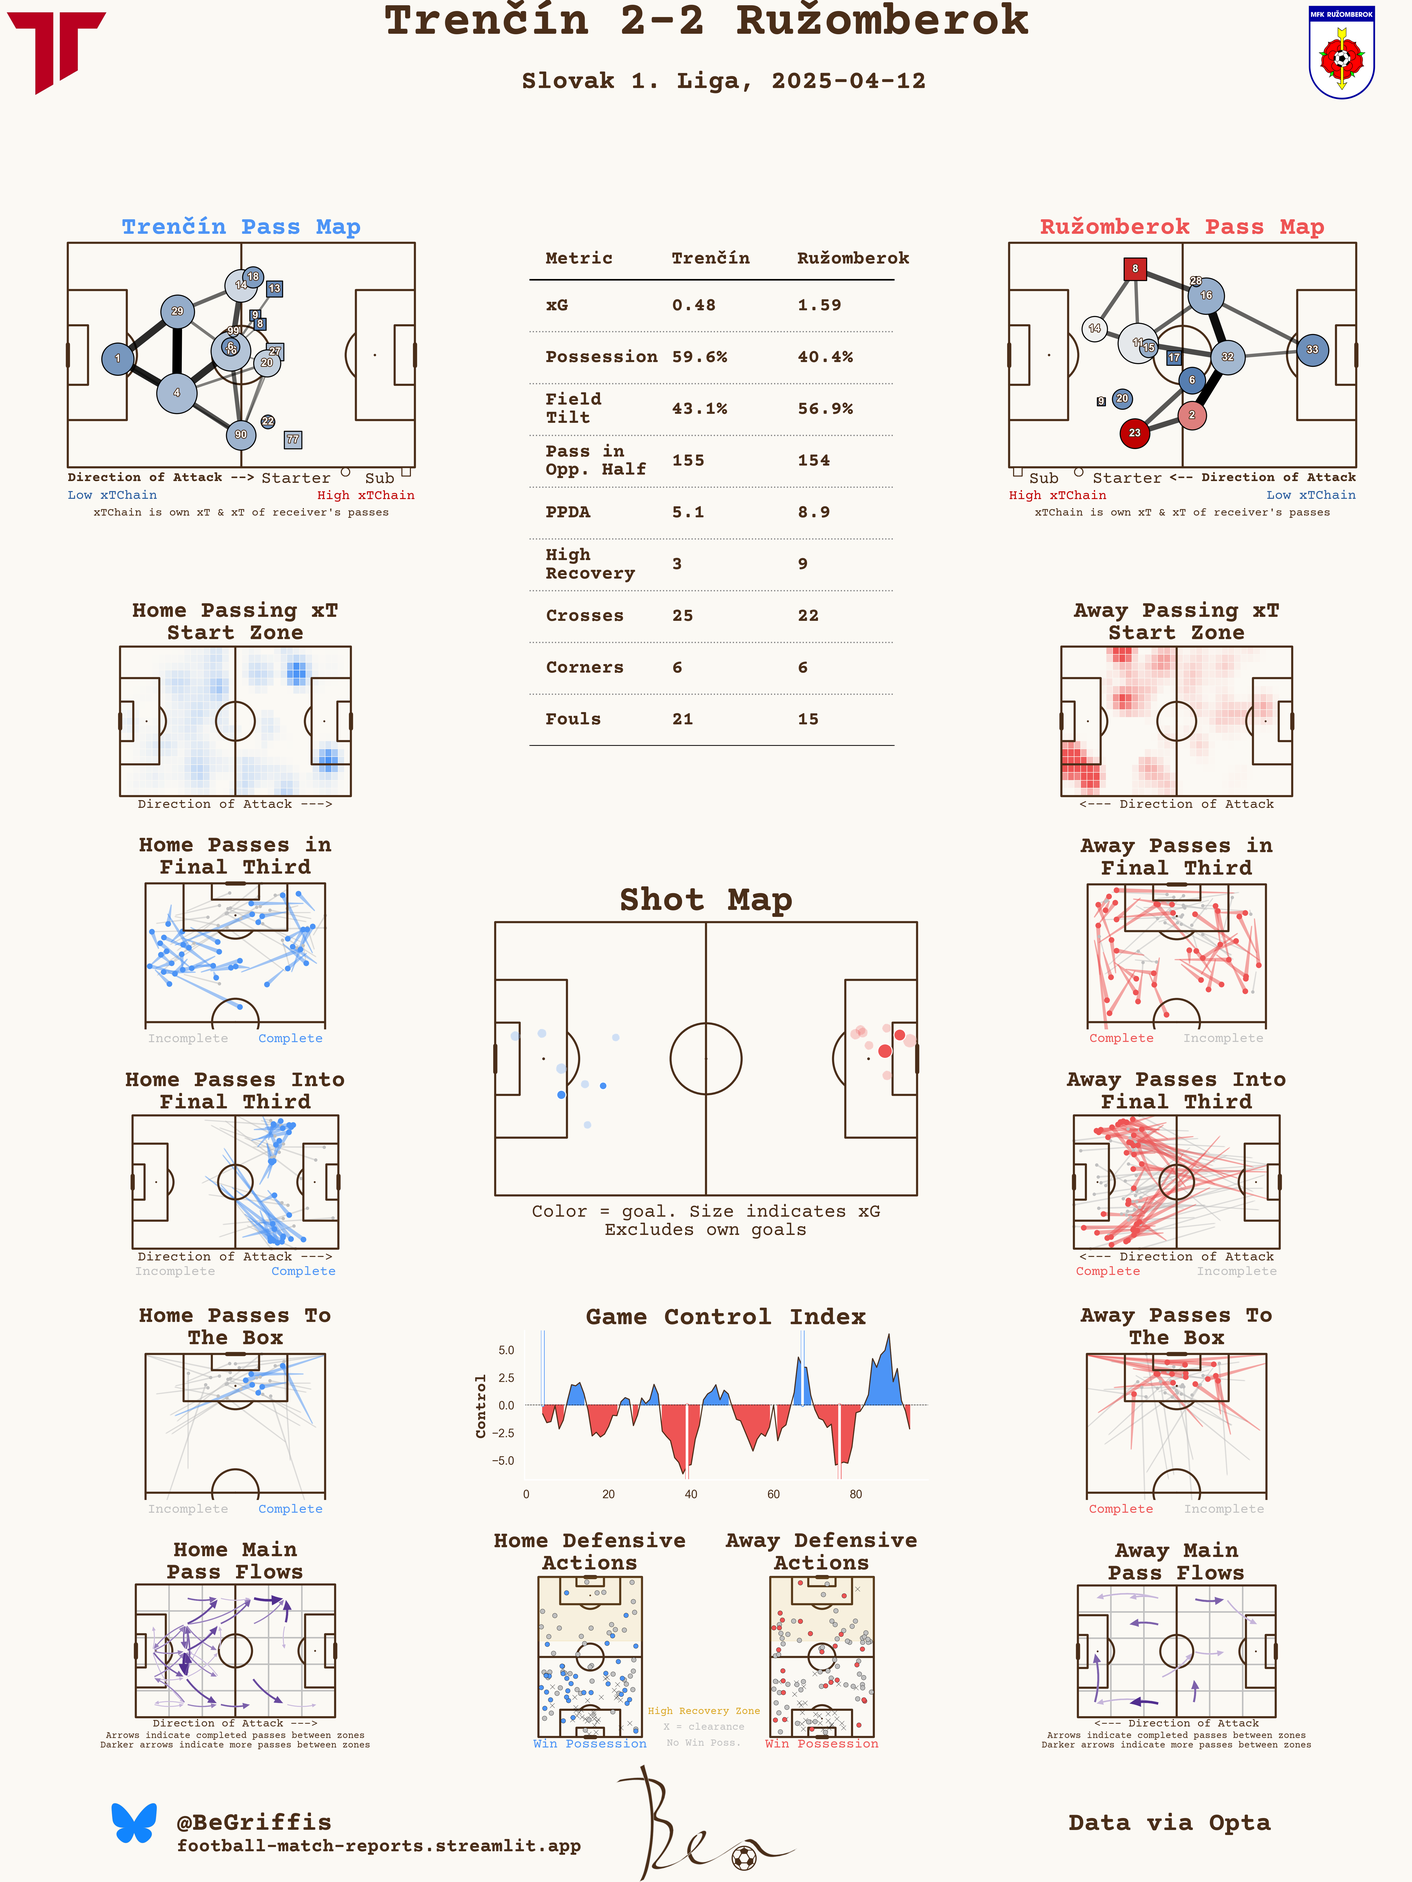 Trenčín 2-2 Ružomberok
Slovak 1. Liga, 2025-04-12
MFK RUŽOMBEROK
Trenčín Pass Map
18
14
13
29
9
8
99
6
27
1
20
4
22
90
77
Direction of Attack --> Starter Sub
Low xTChain High xTChain
xTChain is own xT & xT of receiver's passes
Metric Trenčín Ružomberok
xG 0.48 1.59
Possession 59.6% 40.4%
Field
Tilt 43.1% 56.9%
Pass in
Opp. Half 155 154
PPDA 5.1 8.9
High
Recovery 3 9
Crosses 25 22
Corners 6 6
Fouls 21 15
Ružomberok Pass Map
8
28
16
14
11
15
17
32
33
6
9
20
2
23
Sub Starter <-- Direction of Attack
High xTChain Low xTChain
xTChain is own xT & xT of receiver's passes
Home Passing xT
Start Zone
Direction of Attack --->
Away Passing xT
Start Zone
<--- Direction of Attack
Home Passes in
Final Third
Incomplete Complete
Away Passes in
Final Third
Complete Incomplete
Shot Map
Color = goal. Size indicates xG
Excludes own goals
Home Passes Into
Final Third
Direction of Attack --->
Incomplete Complete
Away Passes Into
Final Third
<--- Direction of Attack
Complete Incomplete
Home Passes To
The Box
Incomplete Complete
Game Control Index
Control
5.0
2.5
0.0
−2.5
−5.0
0 20 40 60 80
Away Passes To
The Box
Complete Incomplete
Home Main
Pass Flows
Direction of Attack --->
Arrows indicate completed passes between zones
Darker arrows indicate more passes between zones
Home Defensive
Actions
Win Possession
Away Defensive
Actions
Win Possession
High Recovery Zone
X = clearance
No Win Poss.
Away Main
Pass Flows
<--- Direction of Attack
Arrows indicate completed passes between zones
Darker arrows indicate more passes between zones
@BeGriffis
football-match-reports.streamlit.app
Ben
Data via Opta